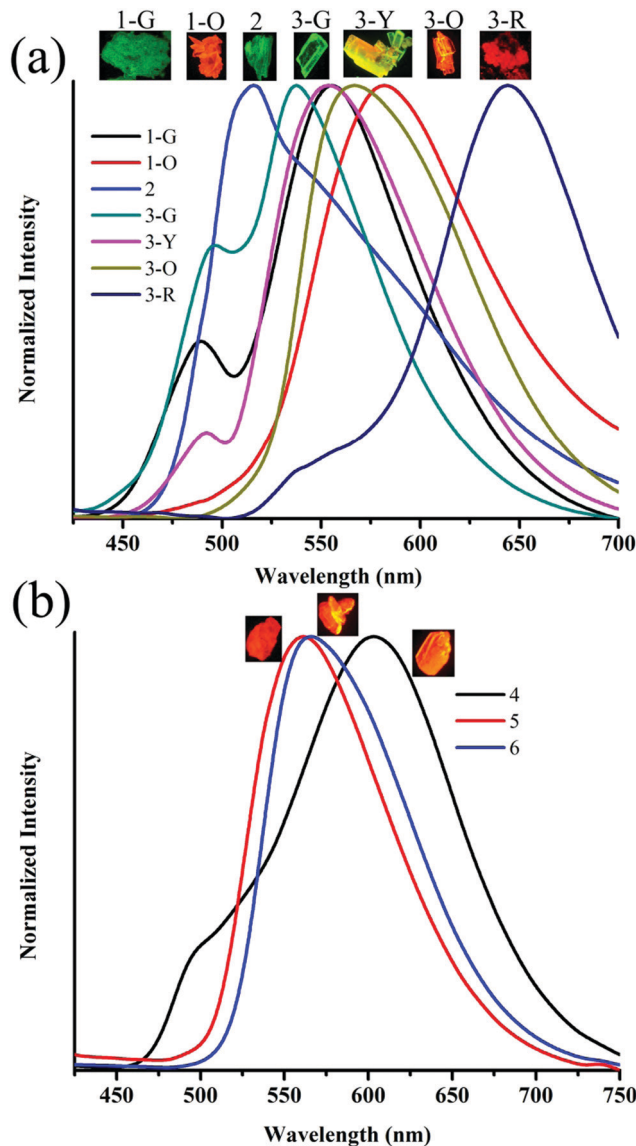 1-G 1-O 2 3-G 3-Y 3-O 3-R
(a)
1-G
1-O
2
3-G
3-Y
3-O
3-R
Normalized Intensity
450 500 550 600 650 700
Wavelength (nm)
(b)
4
5
6
Normalized Intensity
450 500 550 600 650 700 750
Wavelength (nm)